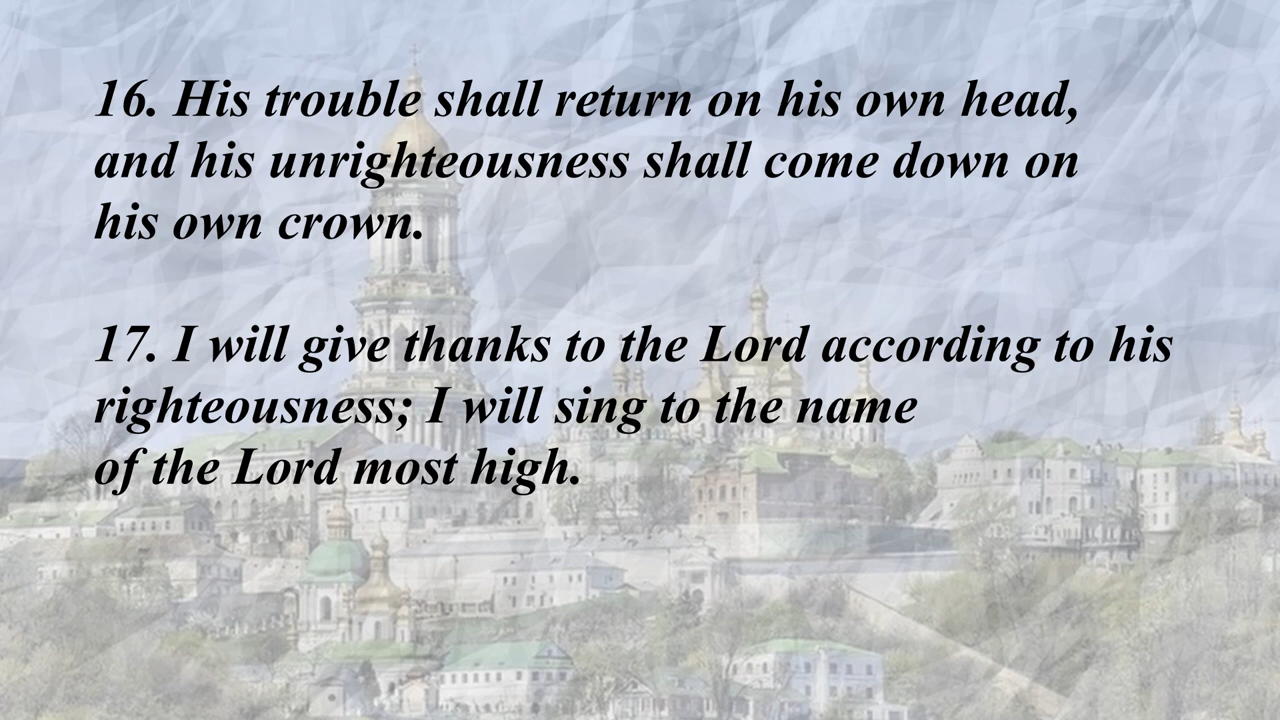 16. His trouble shall return on his own head,
and his unrighteousness shall come down on
his own crown.
17. I will give thanks to the Lord according to his
righteousness; I will sing to the name
of the Lord most high.